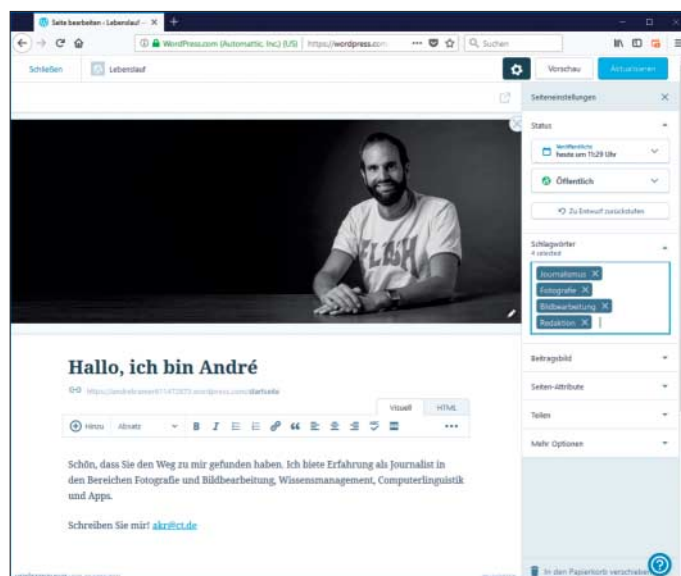 Seite bearbeiten ‹ Lebenslauf —
WordPress.com (Automattic, Inc.) (US)
https://wordpress.com
Suchen
Schließen
Lebenslauf
Vorschau
Aktualisieren
Seiteneinstellungen
Status
Veröffentlicht
heute um 11:29 Uhr
Öffentlich
Zu Entwurf zurückstufen
Schlagwörter
4 selected
Journalismus
Fotografie
Bildbearbeitung
Redaktion
Beitragsbild
Seiten-Attribute
Teilen
Mehr Optionen
In den Papierkorb verschieben
FLASH
Hallo, ich bin André
Visuell
HTML
Hinzu
Absatz
Schön, dass Sie den Weg zu mir gefunden haben. Ich biete Erfahrung als Journalist in
den Bereichen Fotografie und Bildbearbeitung, Wissensmanagement, Computerlinguistik
und Apps.
Schreiben Sie mir! akr@ct.de